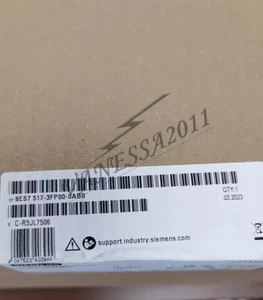 VANESSA2011
6ES7 517-3FP00-0AB0
QTY:1
03.2023
C-R3JL7506
support.industry.siemens.com